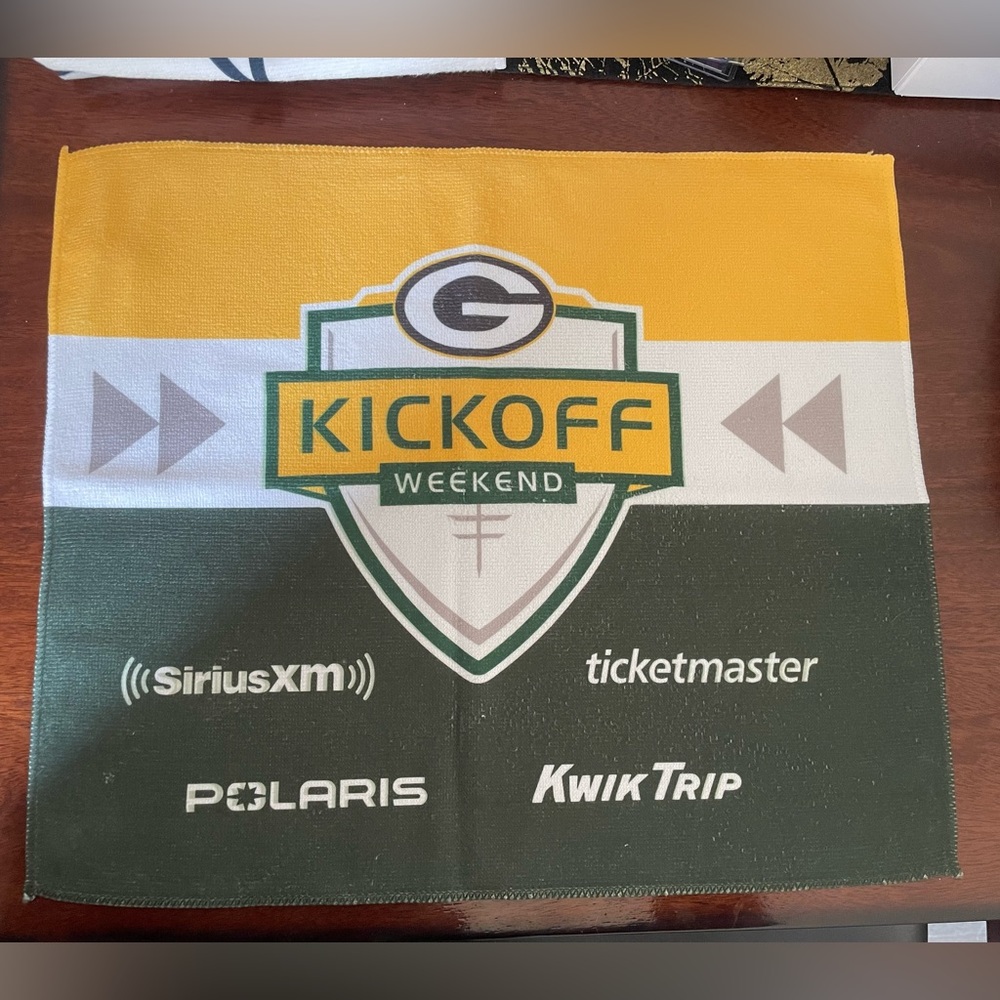 G
KICKOFF
WEEKEND
SiriusXM
ticketmaster
POLARIS
KWIK TRIP